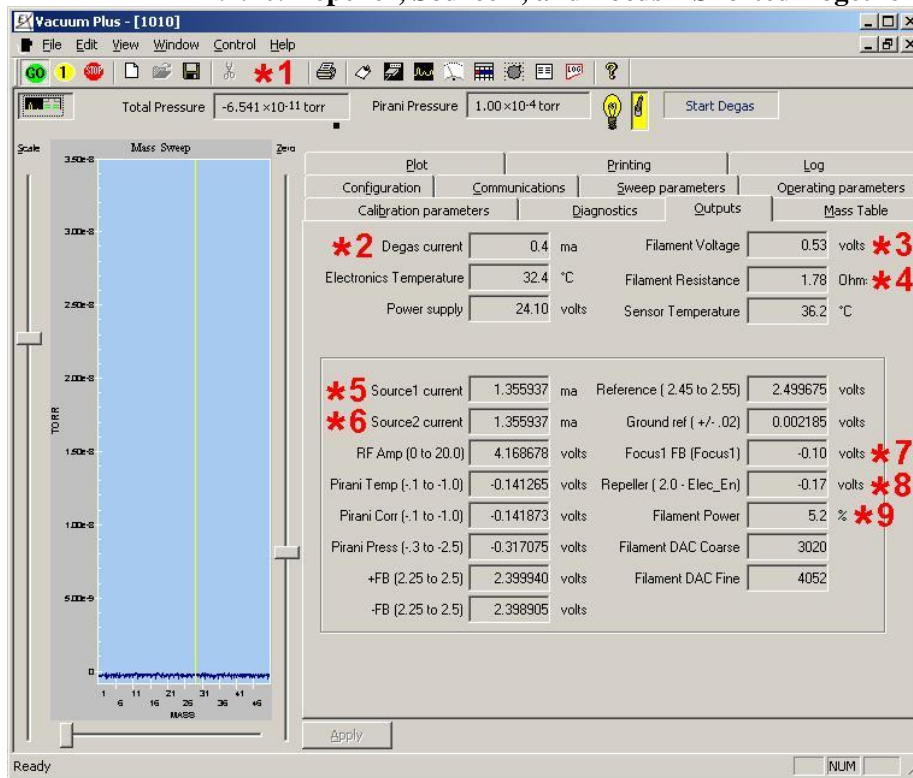 Vacuum Plus - [1010]
File Edit View Window Control Help
GO 1 STOP *1 ?
Total Pressure -6.541 ×10-11 torr Pirani Pressure 1.00×10-4 torr Start Degas
Scale Mass Sweep Zero
Plot Printing Log
Configuration Communications Sweep parameters Operating parameters
Calibration parameters Diagnostics Outputs Mass Table
*2 Degas current 0.4 ma Filament Voltage 0.53 volts *3
Electronics Temperature 32.4 °C Filament Resistance 1.78 Ohm: *4
Power supply 24.10 volts Sensor Temperature 36.2 °C
*5 Source1 current 1.355937 ma Reference ( 2.45 to 2.55) 2.499675 volts
*6 Source2 current 1.355937 ma Ground ref ( +/- .02) 0.002185 volts
RF Amp (0 to 20.0) 4.168678 volts Focus1 FB (Focus1) -0.10 volts *7
Pirani Temp (-.1 to -1.0) -0.141265 volts Repeller ( 2.0 - Elec_En) -0.17 volts *8
Pirani Corr (-.1 to -1.0) -0.141873 volts Filament Power 5.2 % *9
Pirani Press (-.3 to -2.5) -0.317075 volts Filament DAC Coarse 3020
+FB (2.25 to 2.5) 2.399940 volts Filament DAC Fine 4052
-FB (2.25 to 2.5) 2.398905 volts
3.50e-8
3.00e-8
2.50e-8
2.00e-8
TORR
1.50e-8
1.00e-8
5.00e-9
0
1 11 21 31 41
6 16 26 36 46
MASS
Apply
Ready NUM